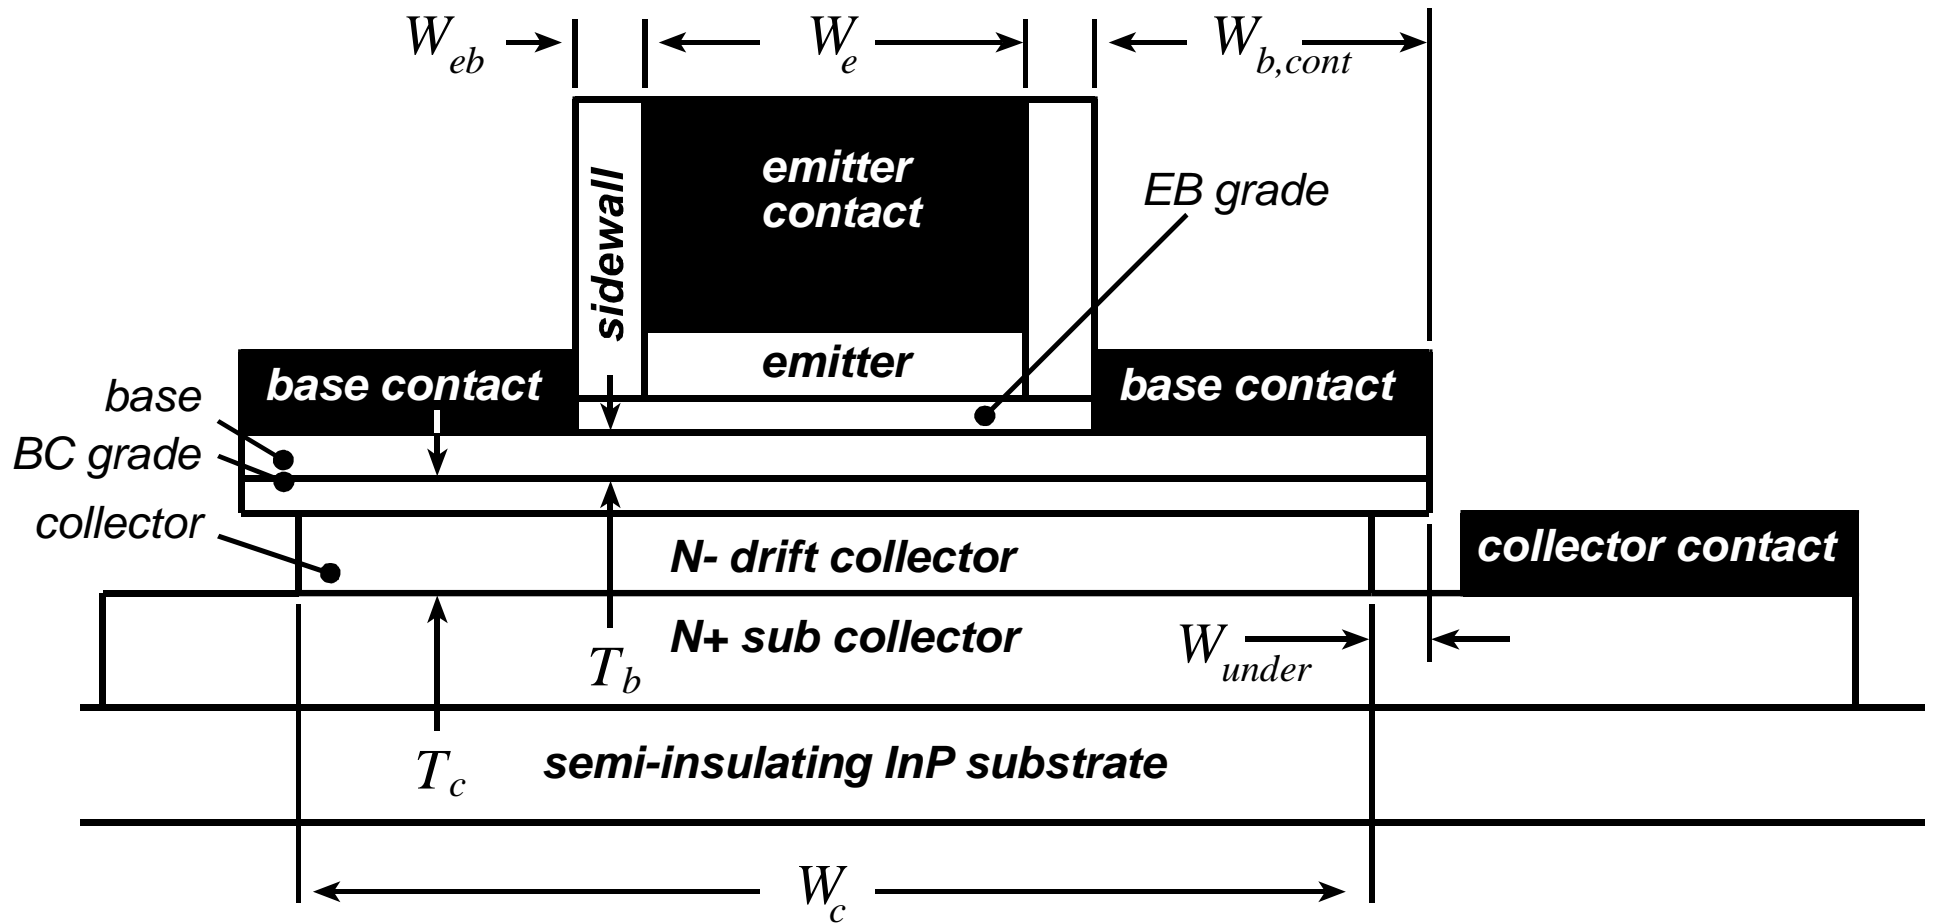 W_eb
W_e
W_b,cont
emitter
contact
EB grade
sidewall
emitter
base contact
base contact
base
BC grade
collector
N- drift collector
collector contact
N+ sub collector
T_b
W_under
T_c
semi-insulating InP substrate
W_c